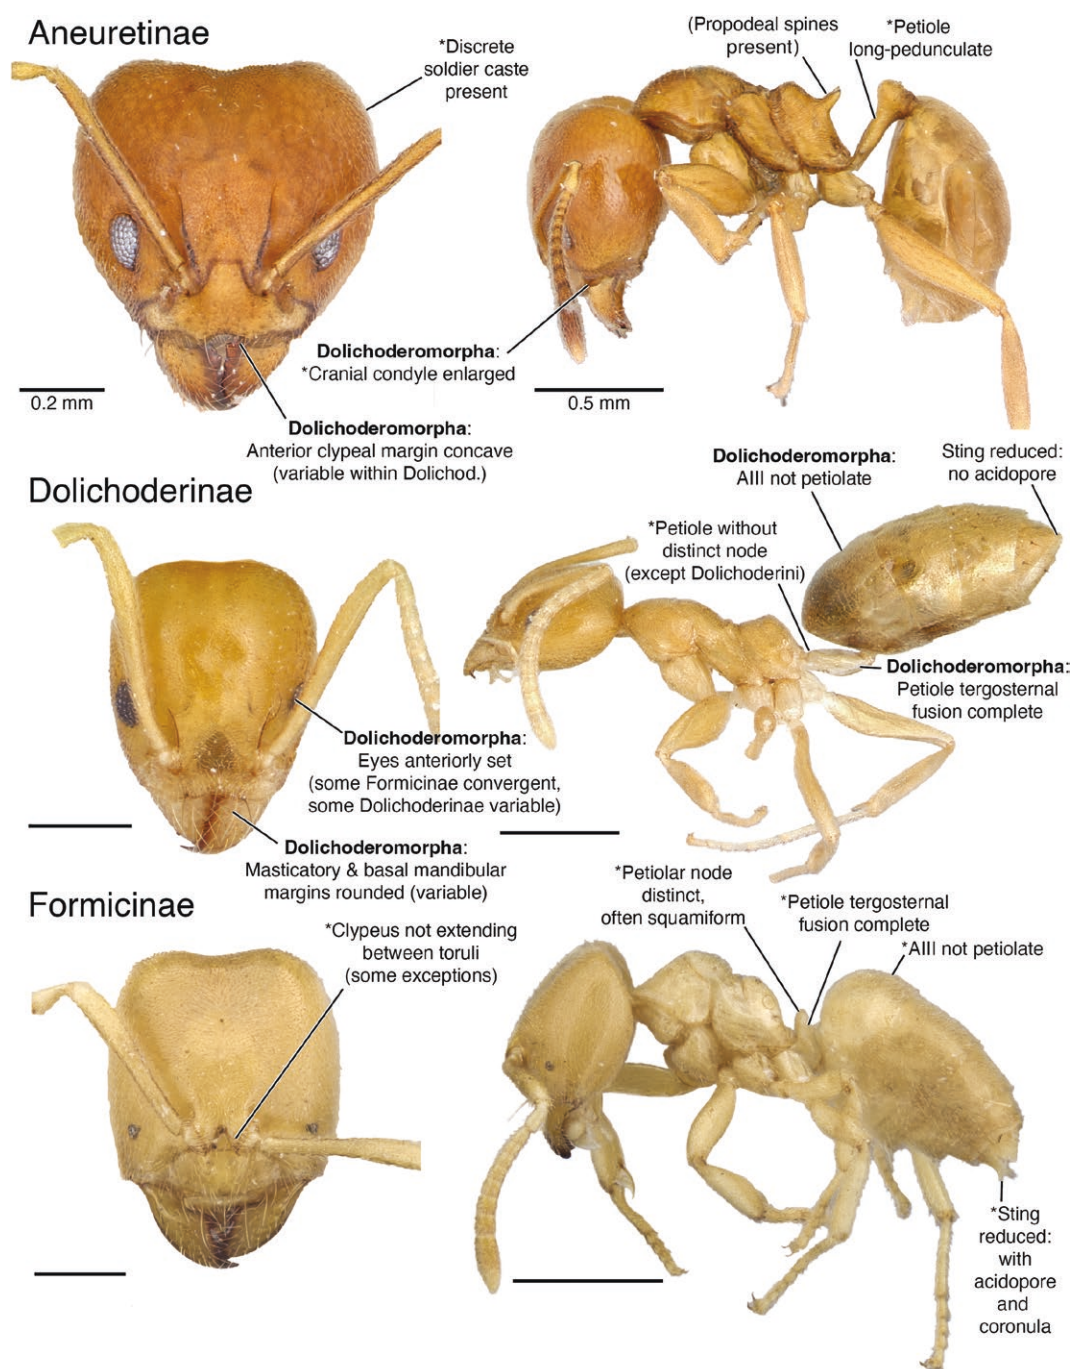 Aneuretinae
*Discrete
soldier caste
present
(Propodeal spines
present)
*Petiole
long-pedunculate
Dolichoderomorpha:
*Cranial condyle enlarged
0.2 mm
0.5 mm
Dolichoderomorpha:
Anterior clypeal margin concave
(variable within Dolichod.)
Dolichoderinae
Dolichoderomorpha:
AIII not petiolate
Sting reduced:
no acidopore
*Petiole without
distinct node
(except Dolichoderini)
Dolichoderomorpha:
Petiole tergosternal
fusion complete
Dolichoderomorpha:
Eyes anteriorly set
(some Formicinae convergent,
some Dolichoderinae variable)
Dolichoderomorpha:
Masticatory & basal mandibular
margins rounded (variable)
Formicinae
*Clypeus not extending
between toruli
(some exceptions)
*Petiolar node
distinct,
often squamiform
*Petiole tergosternal
fusion complete
*AIII not petiolate
*Sting
reduced:
with
acidopore
and
coronula